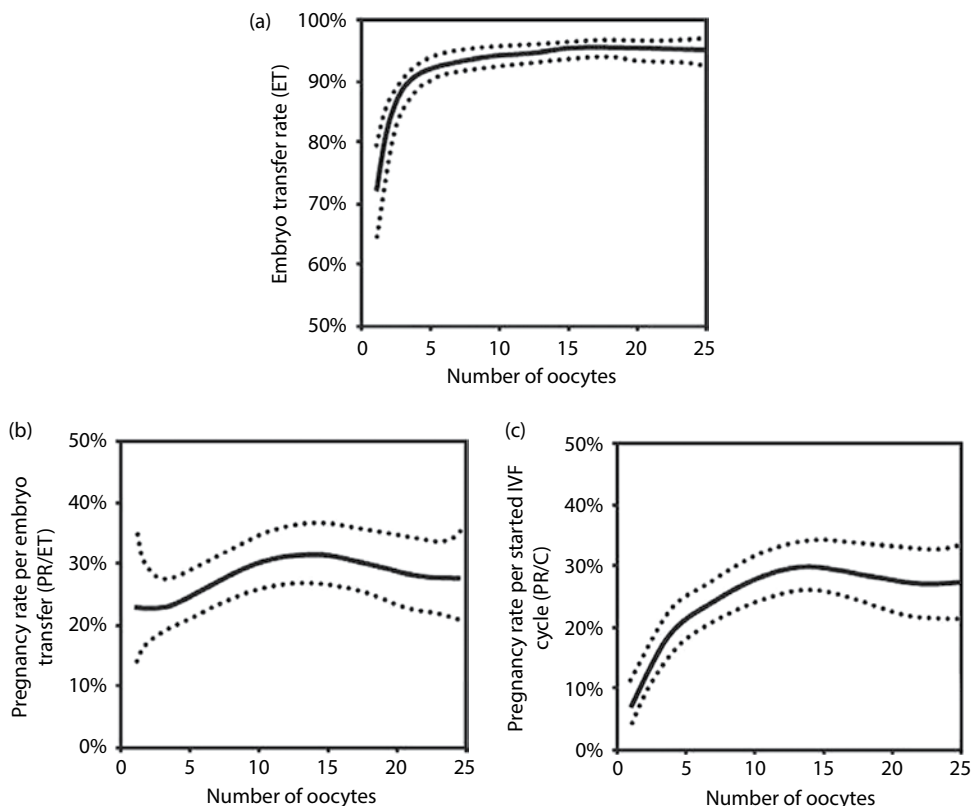 (a)
100%
90%
80%
70%
60%
50%
Embryo transfer rate (ET)
0 5 10 15 20 25
Number of oocytes
(b)
50%
40%
30%
20%
10%
0%
Pregnancy rate per embryo
transfer (PR/ET)
0 5 10 15 20 25
Number of oocytes
(c)
50%
40%
30%
20%
10%
0%
Pregnancy rate per started IVF
cycle (PR/C)
0 5 10 15 20 25
Number of oocytes